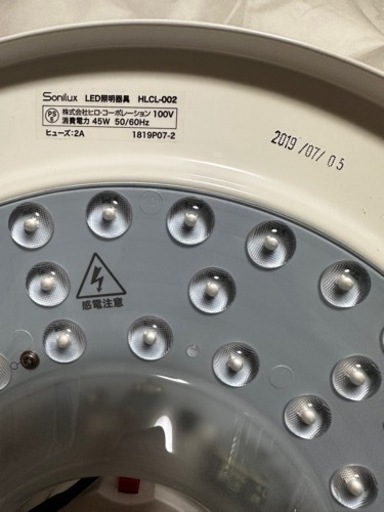 Sonilux LED照明器具 HLCL-002
PS E 株式会社ヒロ・コーポレーション 100V
消費電力 45W 50/60Hz
ヒューズ:2A 1819P07-2
2019/07/05
感電注意